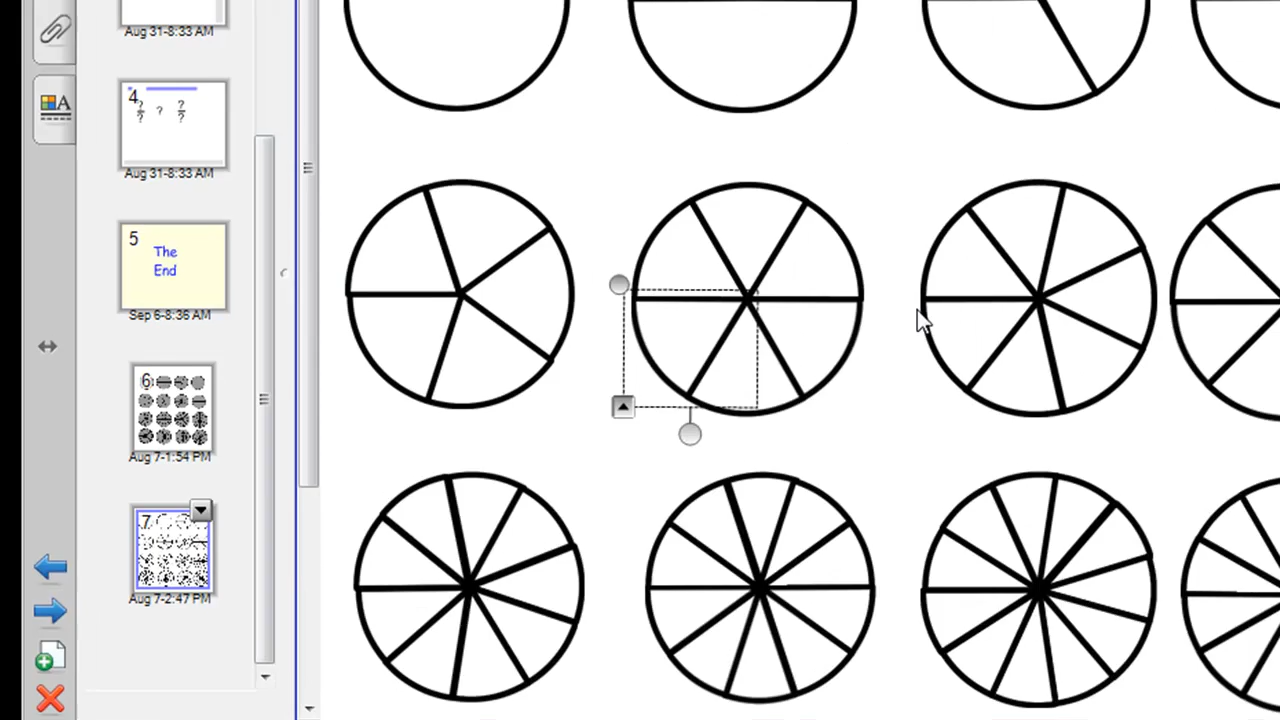 Aug 31-8:33 AM
4
? ? ?
? ?
Aug 31-8:33 AM
5
The
End
Sep 6-8:36 AM
6
Aug 7-1:54 PM
7
Aug 7-2:47 PM
A